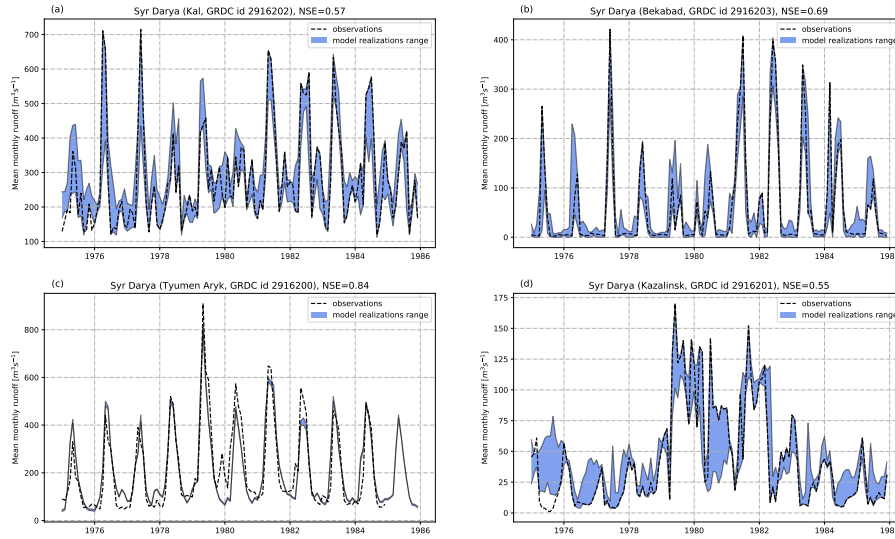 (a)
Syr Darya (Kal, GRDC id 2916202), NSE=0.57
observations
model realizations range
Mean monthly runoff [m³s⁻¹]
700
600
500
400
300
200
100
1976
1978
1980
1982
1984
1986
(b)
Syr Darya (Bekabad, GRDC id 2916203), NSE=0.69
observations
model realizations range
Mean monthly runoff [m³s⁻¹]
400
300
200
100
0
1976
1978
1980
1982
1984
198
(c)
Syr Darya (Tyumen Aryk, GRDC id 2916200), NSE=0.84
observations
model realizations range
Mean monthly runoff [m³s⁻¹]
800
600
400
200
0
1976
1978
1980
1982
1984
1986
(d)
Syr Darya (Kazalinsk, GRDC id 2916201), NSE=0.55
observations
model realizations range
Mean monthly runoff [m³s⁻¹]
175
150
125
100
75
50
25
0
1976
1978
1980
1982
1984
198